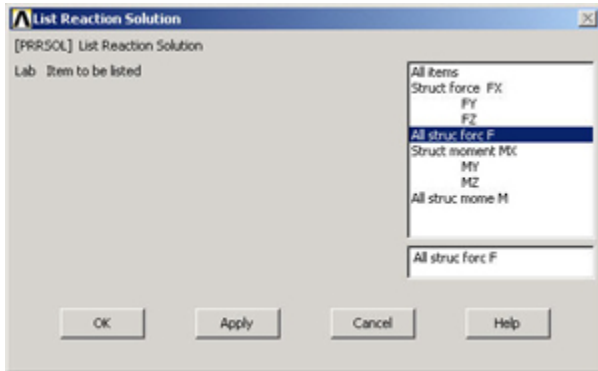 List Reaction Solution
[PRRSOL] List Reaction Solution
Lab Item to be listed
All items
Struct force FX
FY
FZ
All struc forc F
Struct moment MX
MY
MZ
All struc mome M
All struc forc F
OK Apply Cancel Help